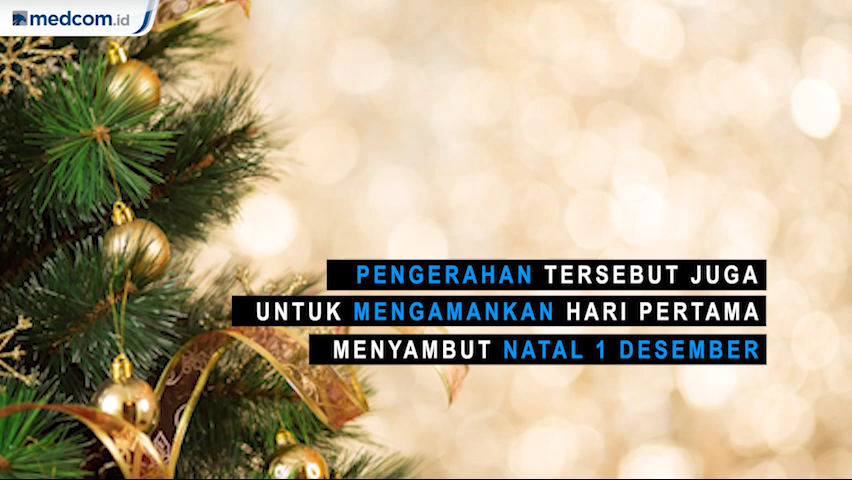 medcom.id
PENGERAHAN TERSEBUT JUGA
UNTUK MENGAMANKAN HARI PERTAMA
MENYAMBUT NATAL 1 DESEMBER